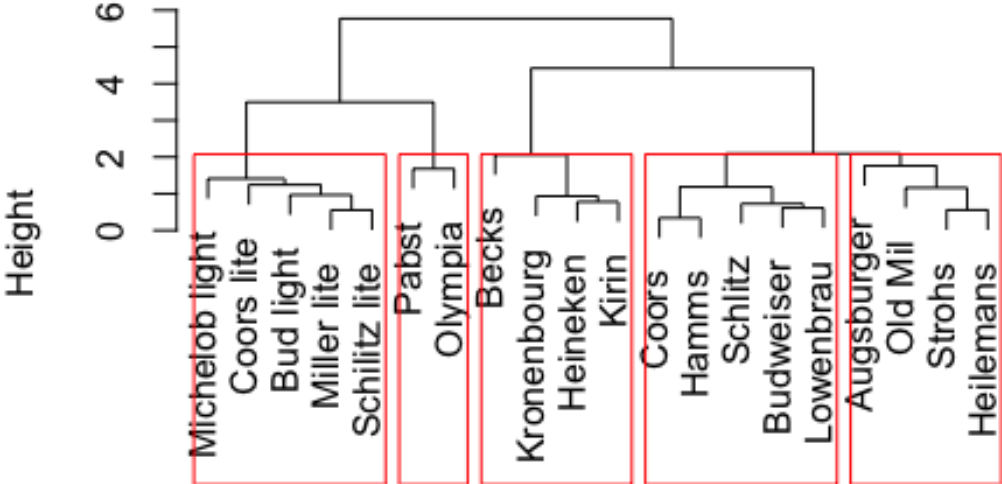 Height
6
4
2
0
Michelob light
Coors lite
Bud light
Miller lite
Schilitz lite
Pabst
Olympia
Becks
Kronenbourg
Heineken
Kirin
Coors
Hamms
Schlitz
Budweiser
Lowenbrau
Augsburger
Old Mil
Strohs
Heilemans